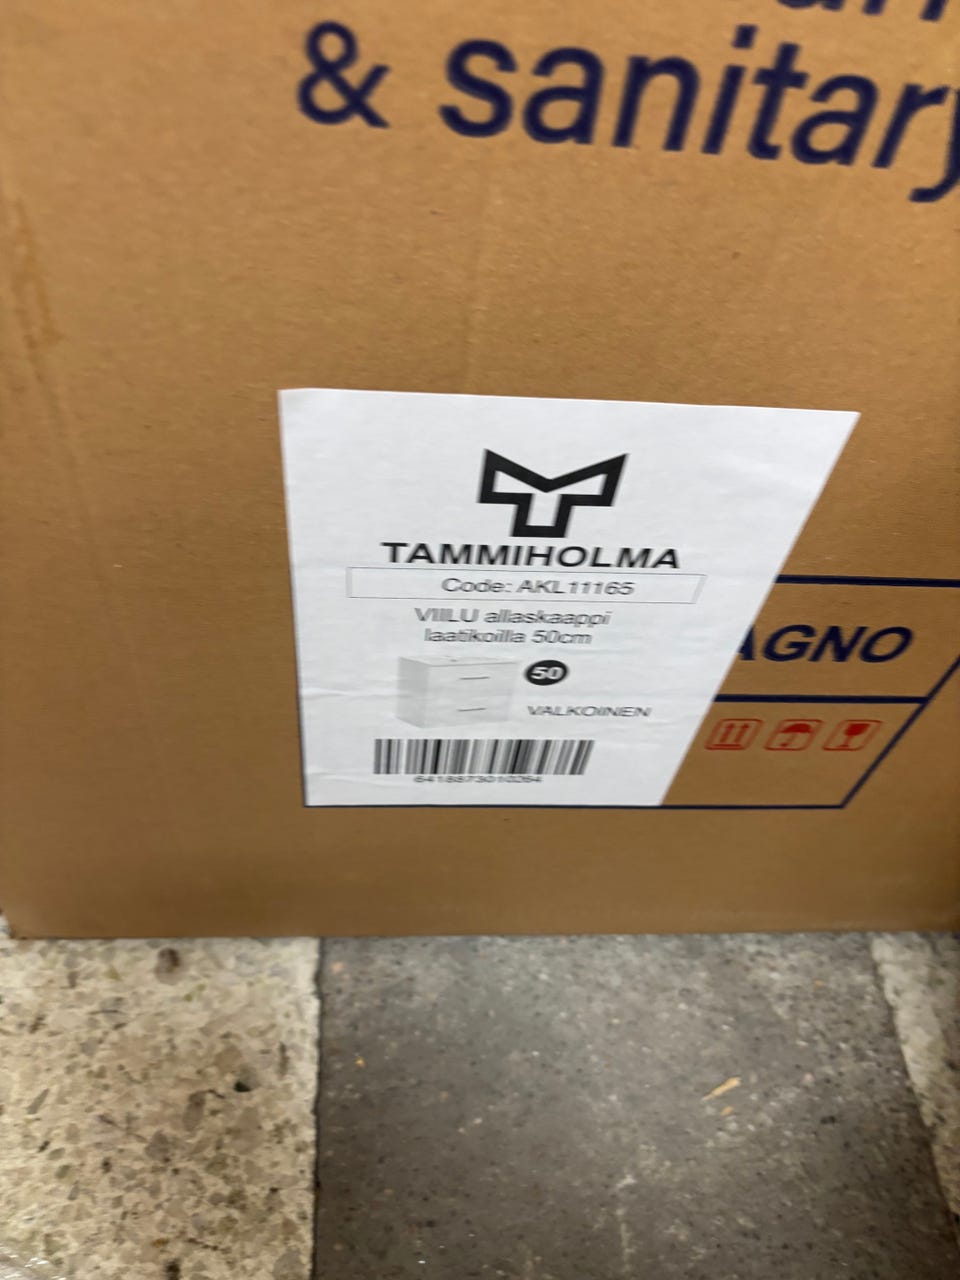 & sanitary
TAMMIHOLMA
Code: AKL11165
VIILU allaskaappi
laatikoilla 50cm
50
VALKOINEN
AGNO